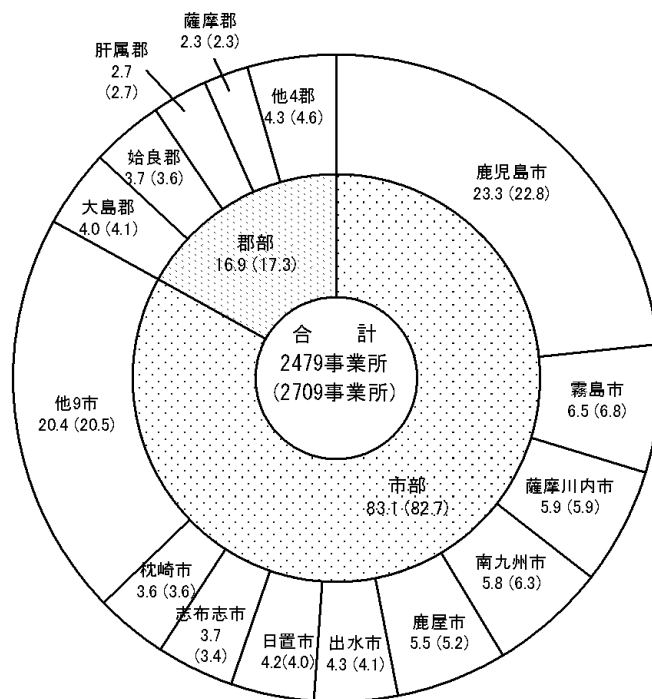 薩摩郡
2.3 (2.3)
肝属郡
2.7
(2.7)
他4郡
4.3 (4.6)
姶良郡
3.7 (3.6)
大島郡
4.0 (4.1)
鹿児島市
23.3 (22.8)
郡部
16.9 (17.3)
合　計
2479事業所
(2709事業所)
霧島市
6.5 (6.8)
他9市
20.4 (20.5)
市部
83.1 (82.7)
薩摩川内市
5.9 (5.9)
南九州市
5.8 (6.3)
鹿屋市
5.5 (5.2)
出水市
4.3 (4.1)
日置市
4.2(4.0)
志布志市
3.7
(3.4)
枕崎市
3.6 (3.6)